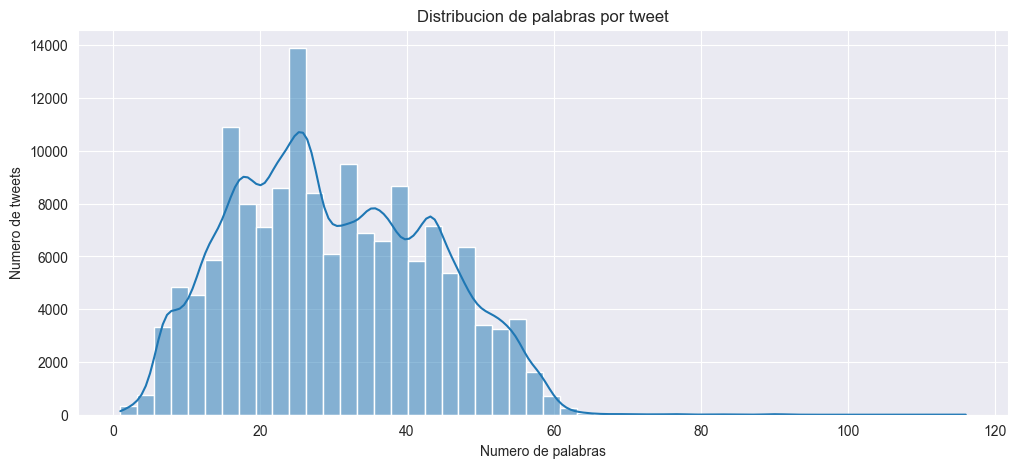 Distribucion de palabras por tweet
Numero de tweets
14000
12000
10000
8000
6000
4000
2000
0
0 20 40 60 80 100 120
Numero de palabras